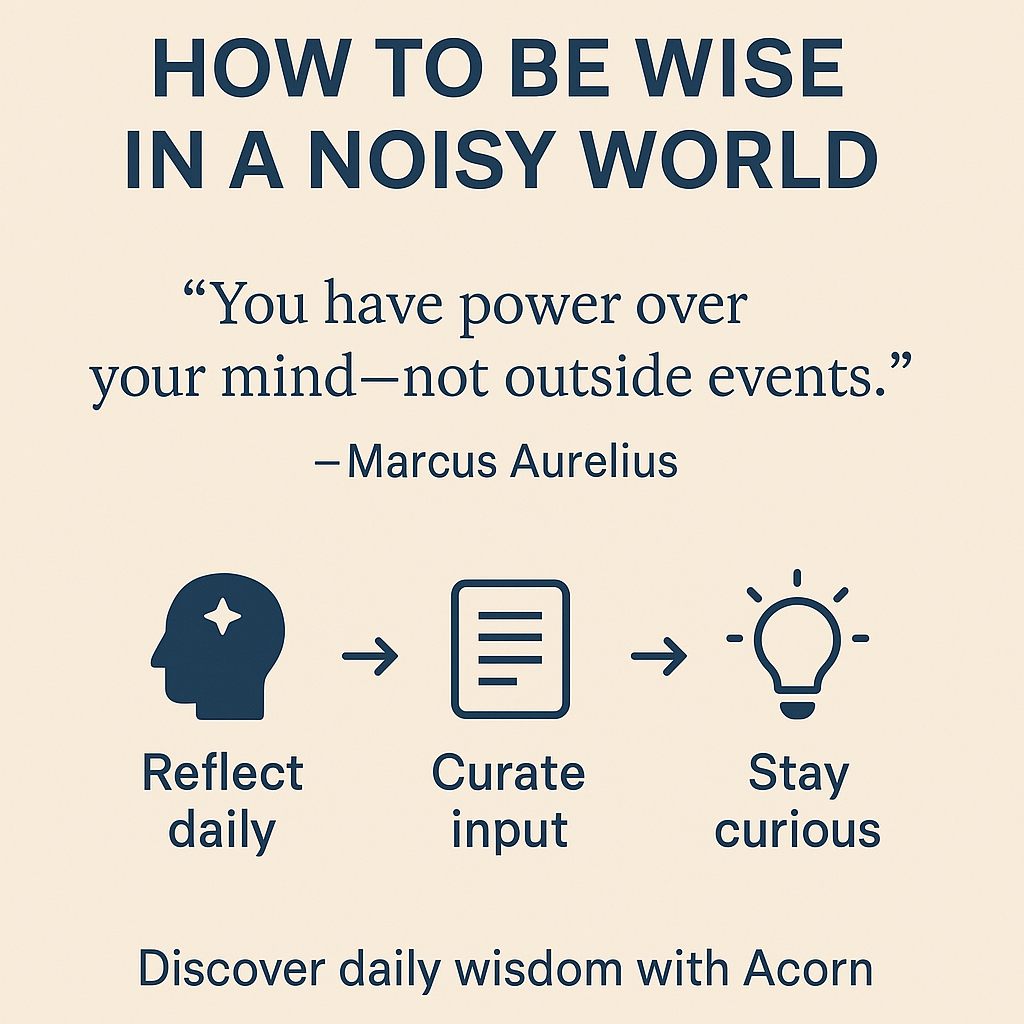 HOW TO BE WISE
IN A NOISY WORLD
“You have power over
your mind—not outside events.”
–Marcus Aurelius
Reflect
daily
Curate
input
Stay
curious
Discover daily wisdom with Acorn